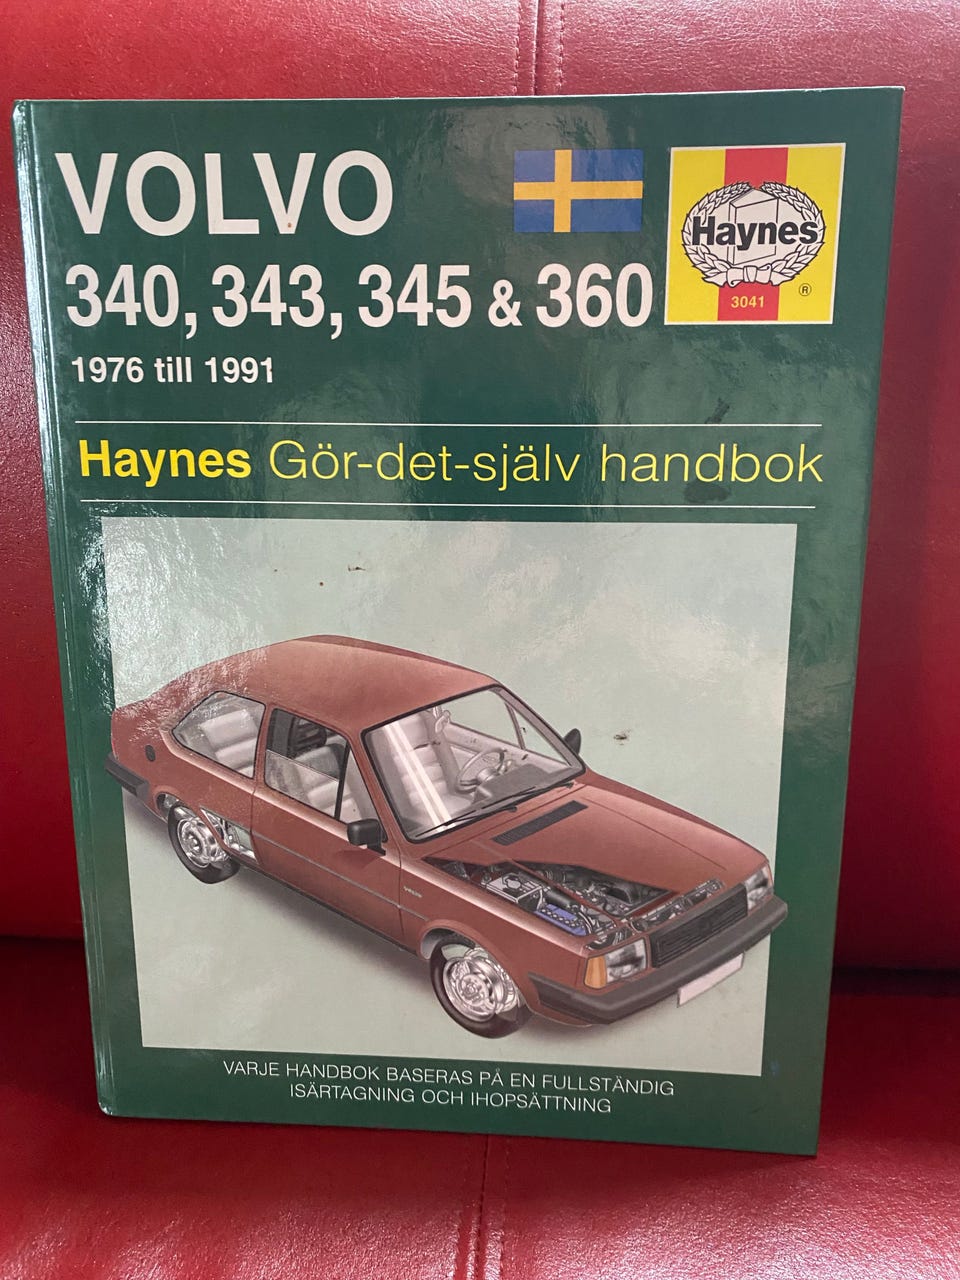 VOLVO
340, 343, 345 & 360
1976 till 1991
Haynes
3041
®
Haynes Gör-det-själv handbok
VOLVO
VARJE HANDBOK BASERAS PÅ EN FULLSTÄNDIG
ISÄRTAGNING OCH IHOPSÄTTNING